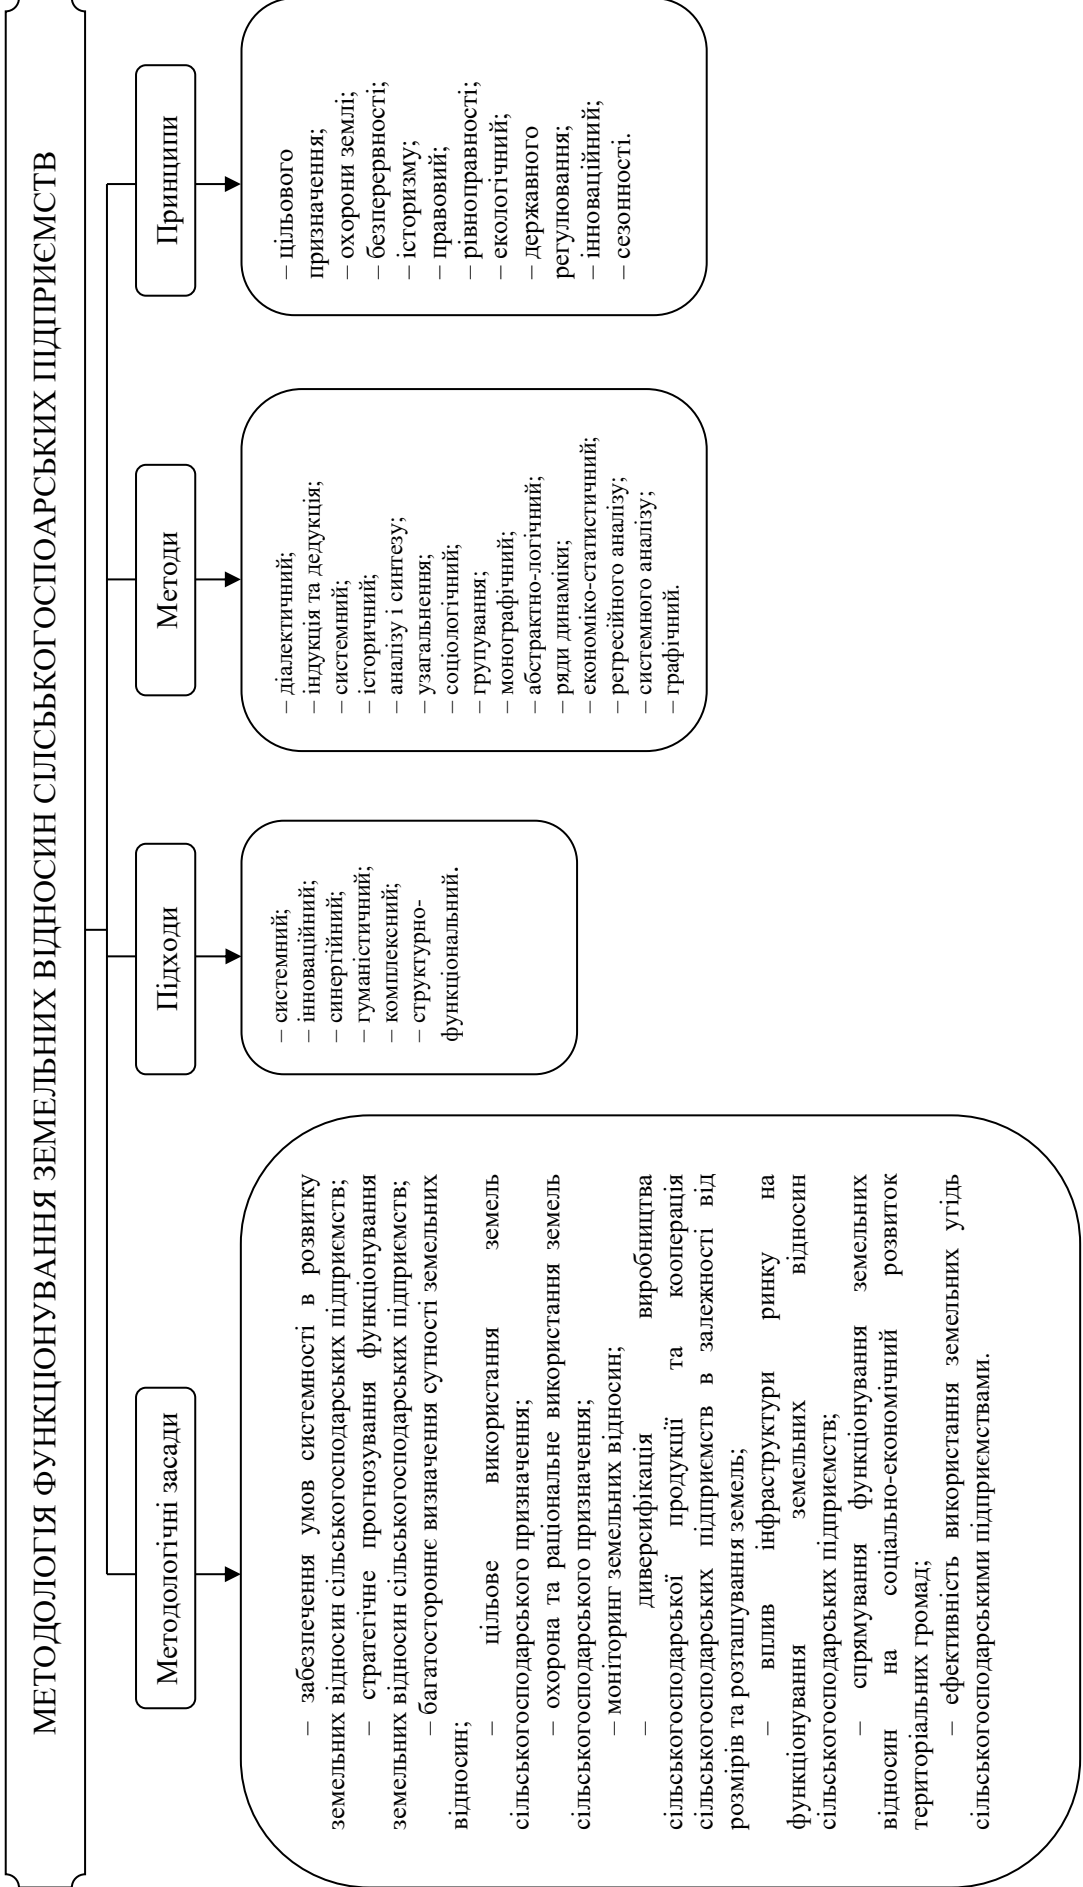 МЕТОДОЛОГІЯ ФУНКЦІОНУВАННЯ ЗЕМЕЛЬНИХ ВІДНОСИН СІЛСЬКОГОСПОАРСЬКИХ ПІДПРИЄМСТВ
Методологічні засади
– забезпечення умов системності в розвитку
земельних відносин сільськогосподарських підприємств;
– стратегічне прогнозування функціонування
земельних відносин сільськогосподарських підприємств;
– багатостороннє визначення сутності земельних
відносин;
– цільове використання земель
сільськогосподарського призначення;
– охорона та раціональне використання земель
сільськогосподарського призначення;
– моніторинг земельних відносин;
– диверсифікація виробництва
сільськогосподарської продукції та кооперація
сільськогосподарських підприємств в залежності від
розмірів та розташування земель;
– вплив інфраструктури ринку на
функціонування земельних відносин
сільськогосподарських підприємств;
– спрямування функціонування земельних
відносин на соціально-економічний розвиток
територіальних громад;
– ефективність використання земельних угідь
сільськогосподарськими підприємствами.
Підходи
– системний;
– інноваційний;
– синергійний;
– гуманістичний;
– комплексний;
– структурно-
функціональний.
Методи
– діалектичний;
– індукція та дедукція;
– системний;
– історичний;
– аналізу і синтезу;
– узагальнення;
– соціологічний;
– групування;
– монографічний;
– абстрактно-логічний;
– ряди динаміки;
– економіко-статистичний;
– регресійного аналізу;
– системного аналізу;
– графічний.
Принципи
– цільового
призначення;
– охорони землі;
– безперервності;
– історизму;
– правовий;
– рівноправності;
– екологічний;
– державного
регулювання;
– інноваційний;
– сезонності.